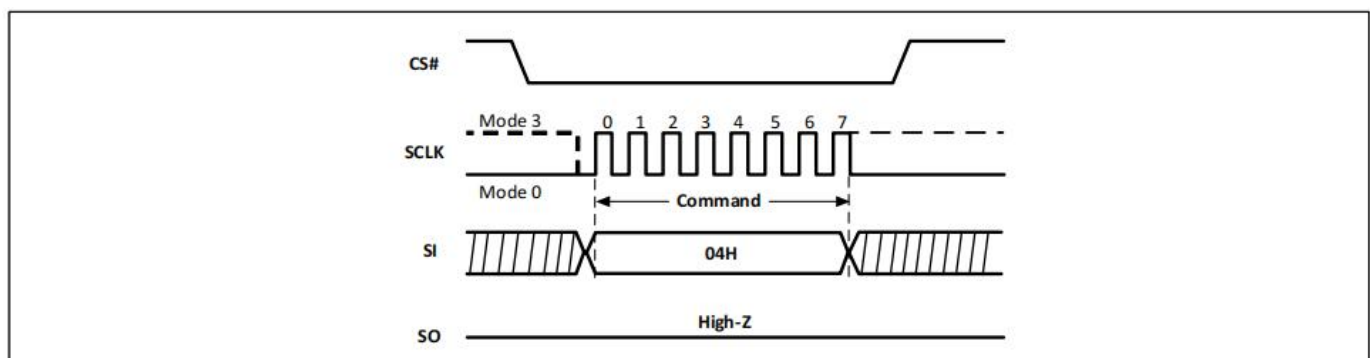 CS#
Mode 3
0 1 2 3 4 5 6 7
SCLK
Mode 0
Command
SI
04H
High-Z
SO